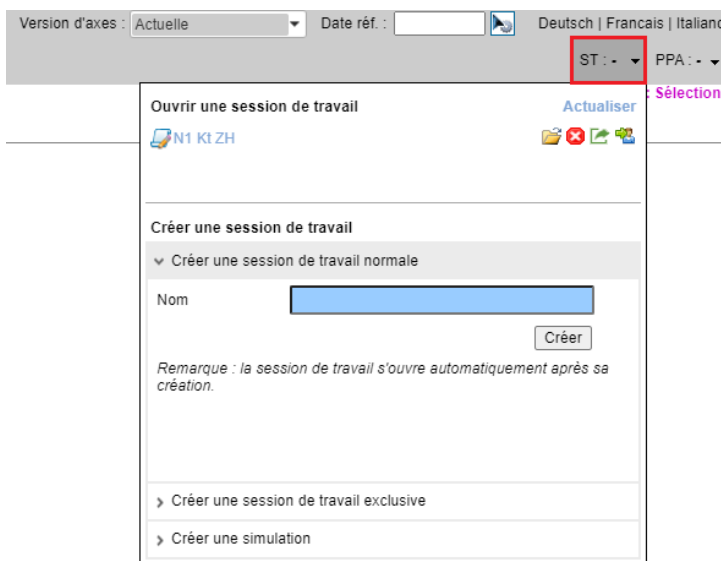 Version d'axes : Actuelle Date réf. : Deutsch | Francais | Italiano
ST : - PPA : -
: Sélection
Ouvrir une session de travail Actualiser
N1 Kt ZH
Créer une session de travail
Créer une session de travail normale
Nom
Créer
Remarque : la session de travail s'ouvre automatiquement après sa
création.
Créer une session de travail exclusive
Créer une simulation